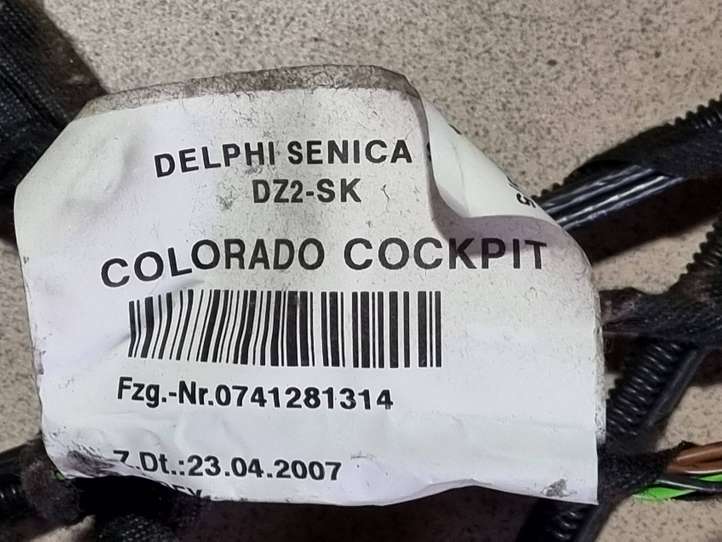 DELPHI SENICA
DZ2-SK
COLORADO COCKPIT
Fzg.-Nr.0741281314
Z.Dt.:23.04.2007